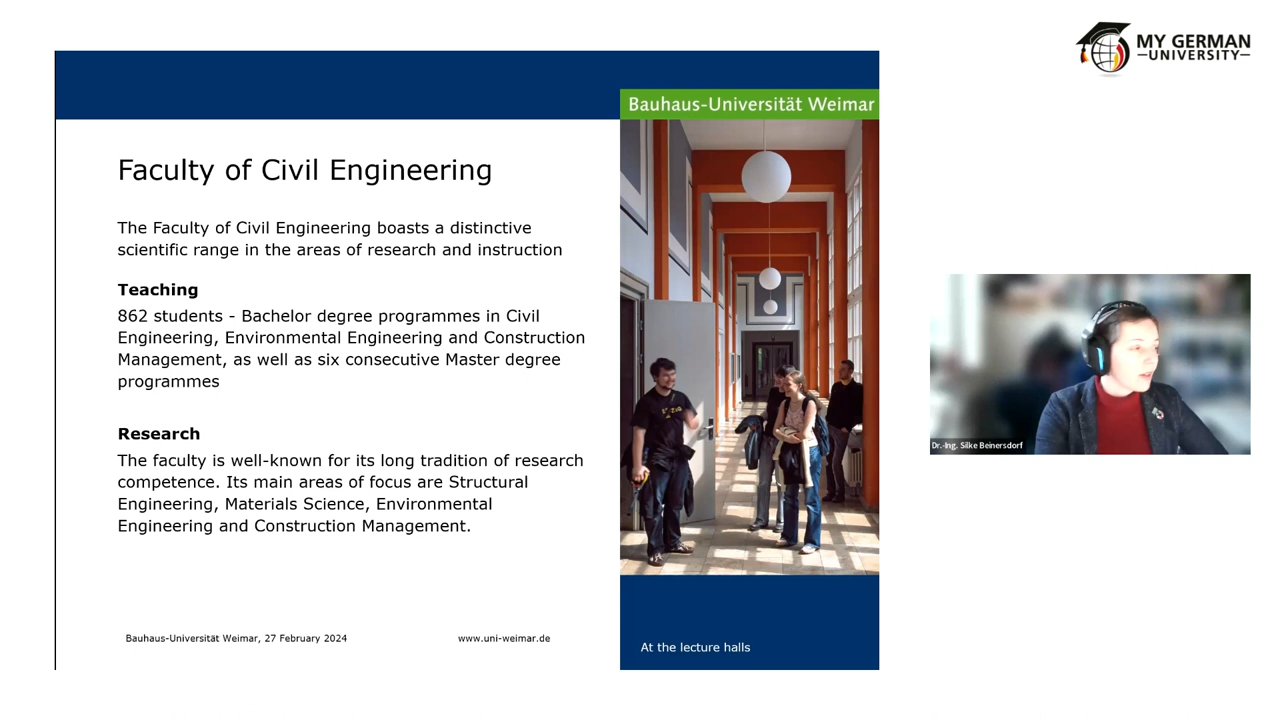 MY GERMAN
UNIVERSITY
Bauhaus-Universität Weimar
Faculty of Civil Engineering
The Faculty of Civil Engineering boasts a distinctive
scientific range in the areas of research and instruction
Teaching
862 students - Bachelor degree programmes in Civil
Engineering, Environmental Engineering and Construction
Management, as well as six consecutive Master degree
programmes
Research
The faculty is well-known for its long tradition of research
competence. Its main areas of focus are Structural
Engineering, Materials Science, Environmental
Engineering and Construction Management.
Bauhaus-Universität Weimar, 27 February 2024
www.uni-weimar.de
At the lecture halls
Dr.-Ing. Silke Beinersdorf